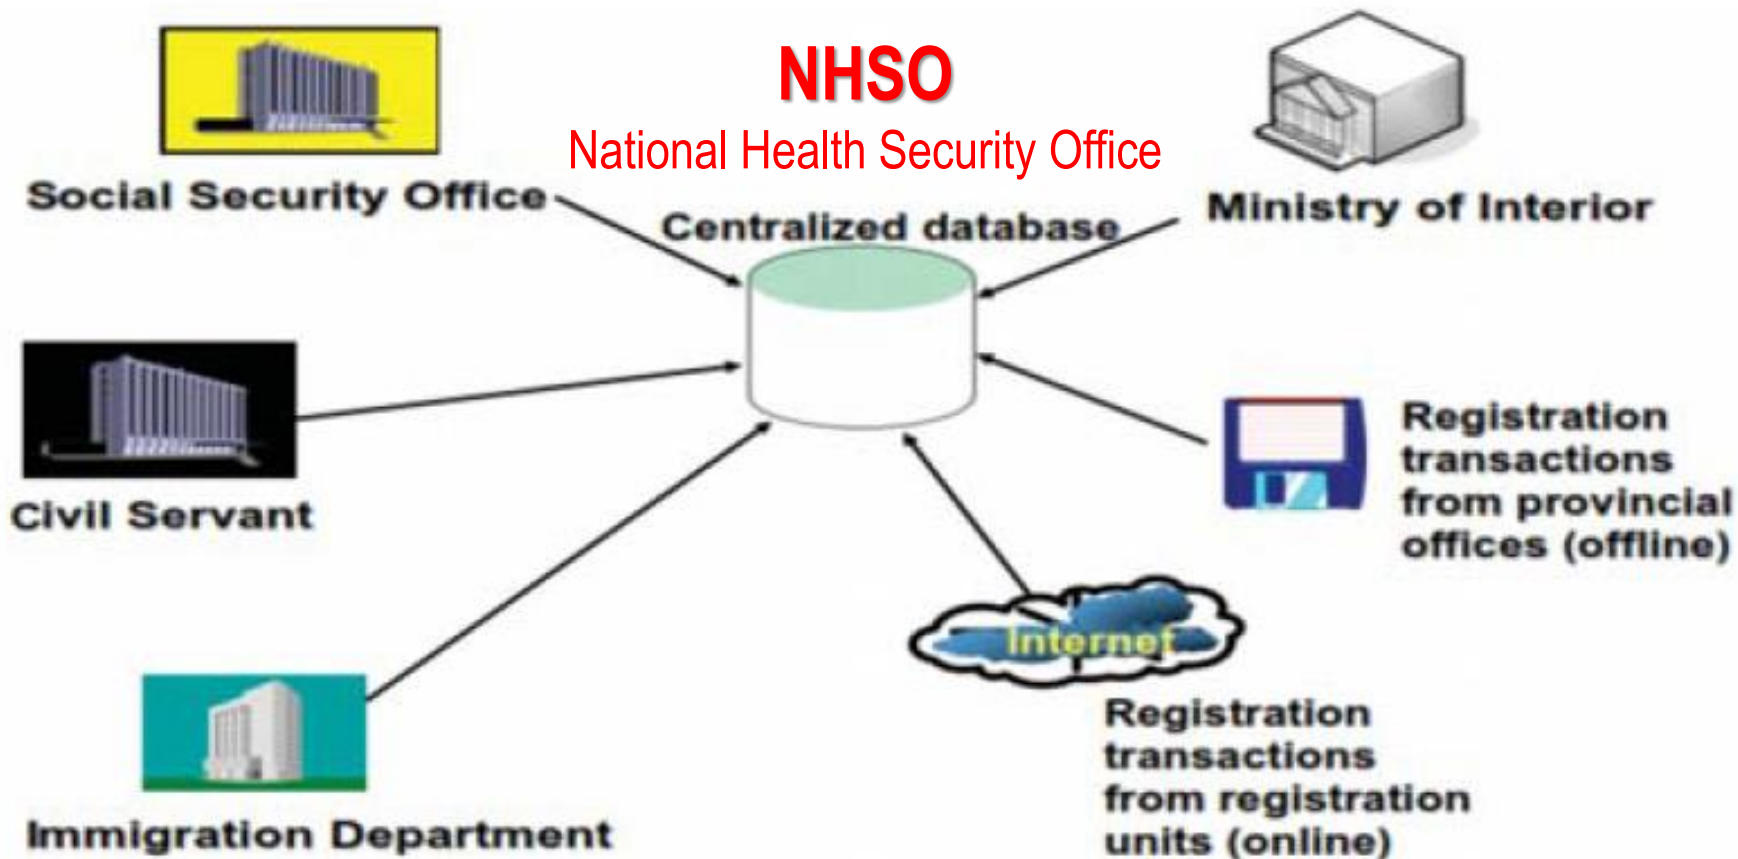 NHSO
National Health Security Office
Social Security Office
Centralized database
Ministry of Interior
Civil Servant
Registration
transactions
from provincial
offices (offline)
Internet
Registration
transactions
from registration
units (online)
Immigration Department